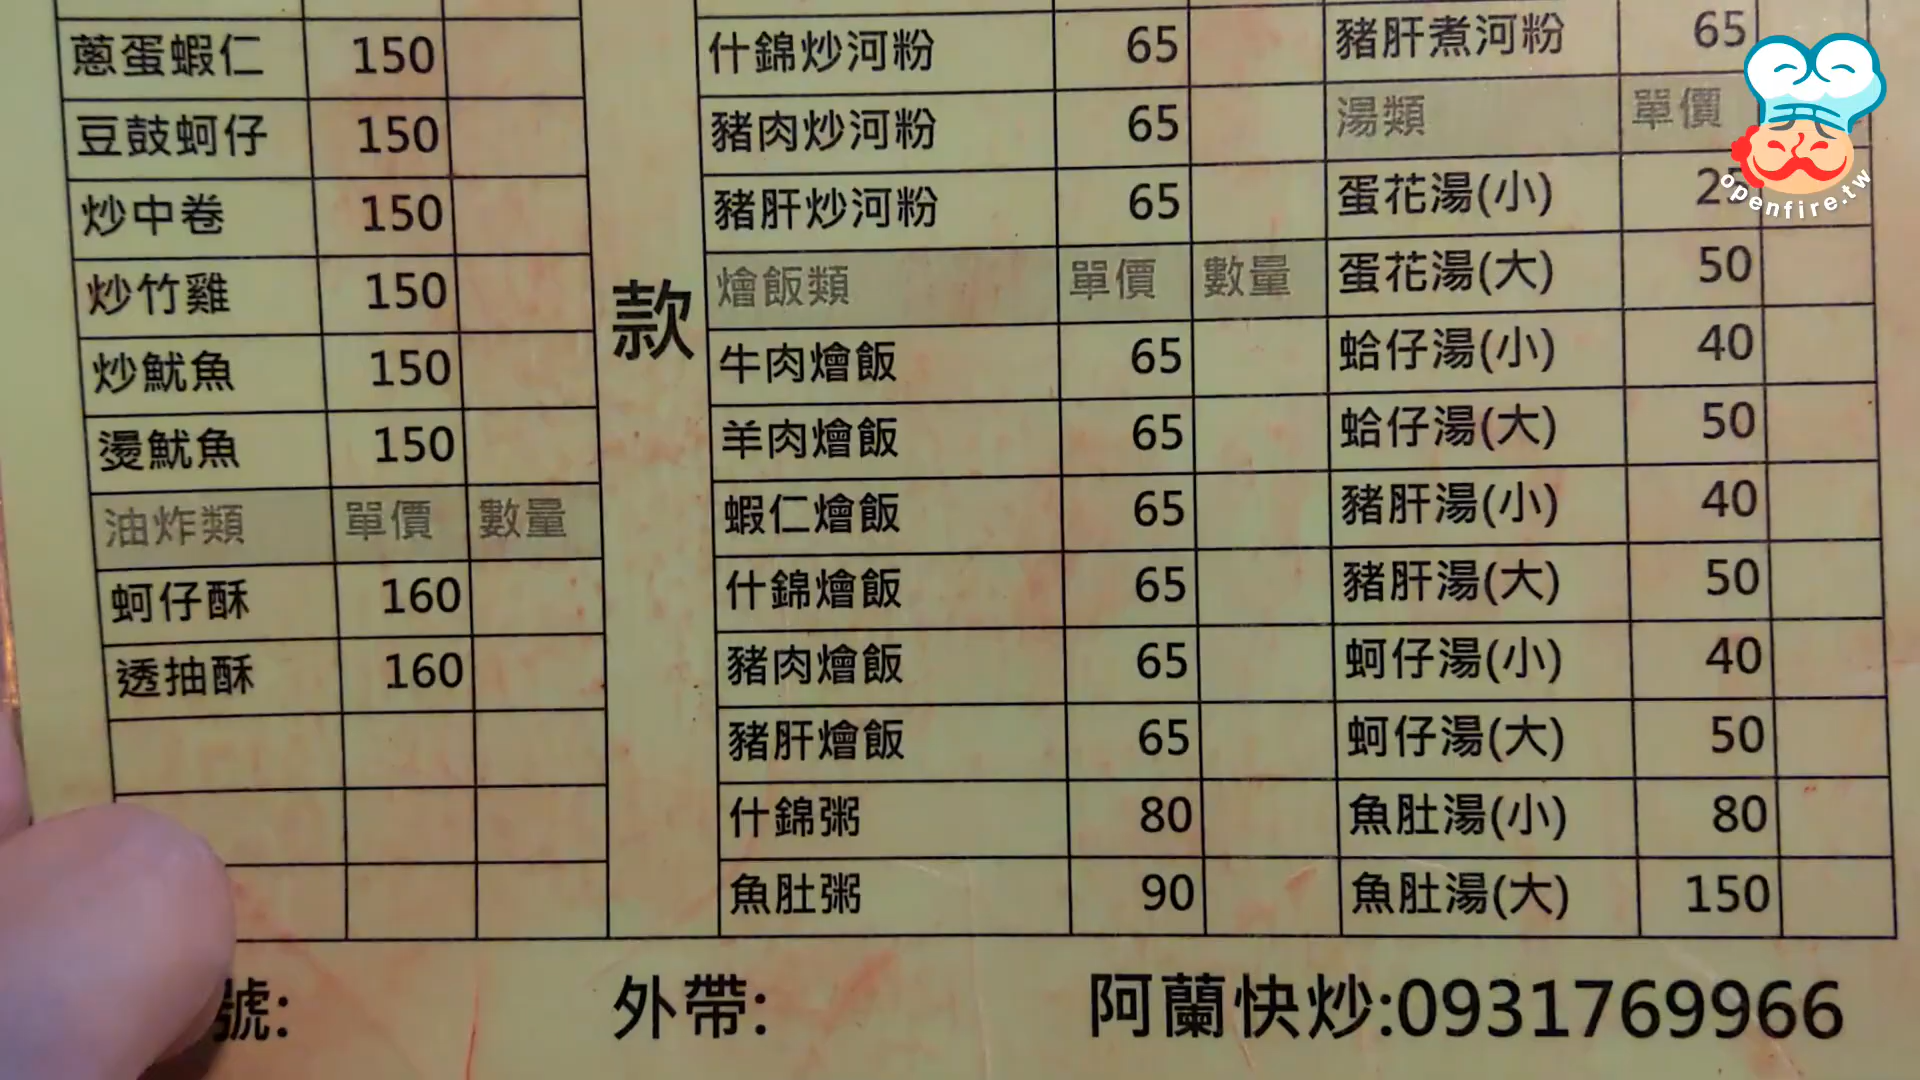 蔥蛋蝦仁 150
豆鼓蚵仔 150
炒中卷 150
炒竹雞 150
炒魷魚 150
燙魷魚 150
油炸類 單價 數量
蚵仔酥 160
透抽酥 160
款
什錦炒河粉 65
豬肉炒河粉 65
豬肝炒河粉 65
燴飯類 單價 數量
牛肉燴飯 65
羊肉燴飯 65
蝦仁燴飯 65
什錦燴飯 65
豬肉燴飯 65
豬肝燴飯 65
什錦粥 80
魚肚粥 90
豬肝煮河粉 65
湯類 單價
蛋花湯(小) 25
蛋花湯(大) 50
蛤仔湯(小) 40
蛤仔湯(大) 50
豬肝湯(小) 40
豬肝湯(大) 50
蚵仔湯(小) 40
蚵仔湯(大) 50
魚肚湯(小) 80
魚肚湯(大) 150
號: 外帶: 阿蘭快炒:0931769966
openfire.tw